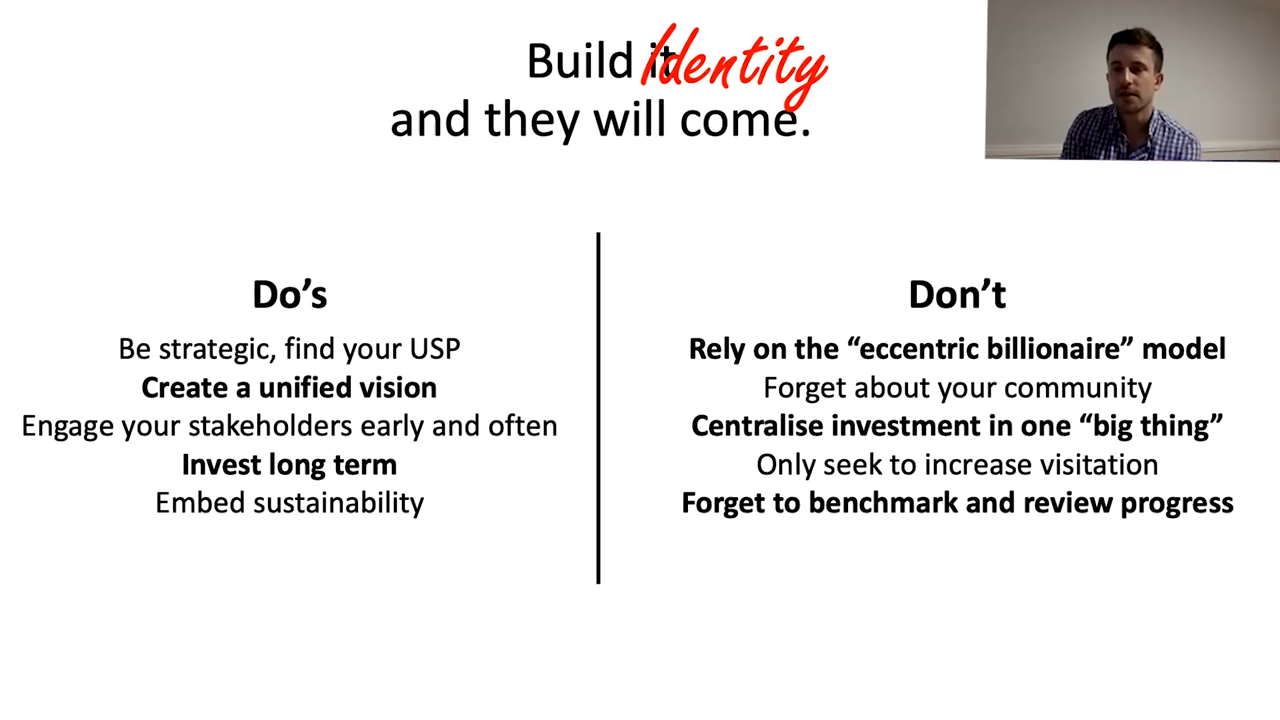 Build it Identity
and they will come.
Do's
Be strategic, find your USP
Create a unified vision
Engage your stakeholders early and often
Invest long term
Embed sustainability
Don't
Rely on the “eccentric billionaire” model
Forget about your community
Centralise investment in one “big thing”
Only seek to increase visitation
Forget to benchmark and review progress